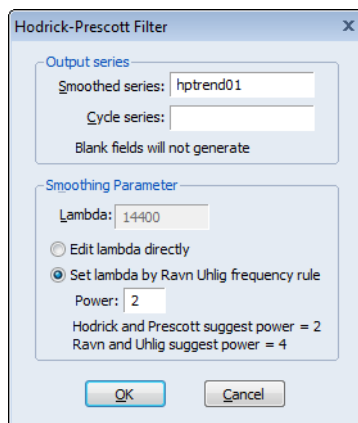 Hodrick-Prescott Filter
x
Output series
Smoothed series: hptrend01
Cycle series:
Blank fields will not generate
Smoothing Parameter
Lambda: 14400
Edit lambda directly
Set lambda by Ravn Uhlig frequency rule
Power: 2
Hodrick and Prescott suggest power = 2
Ravn and Uhlig suggest power = 4
OK Cancel